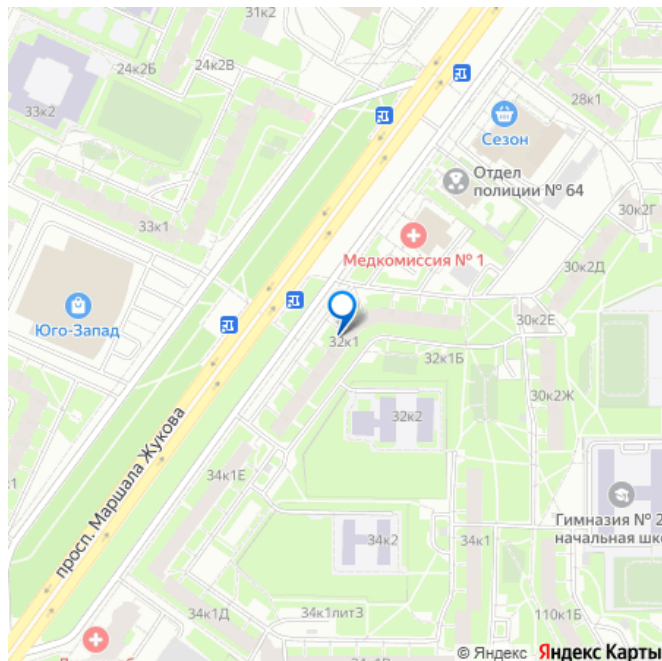 31к2
24к2Б
24к2В
33к2
28к1
Сезон
Отдел
полиции № 64
30к2Г
33к1
Медкомиссия № 1
30к2Д
Юго-Запад
32к1
30к2Е
32к1Б
30к2Ж
32к2
просп. Маршала Жукова
34к1Е
Гимназия № 2
начальная шк
34к2
34к1
34к1Д
34к1лит3
110к1Б
© Яндекс Яндекс Карты